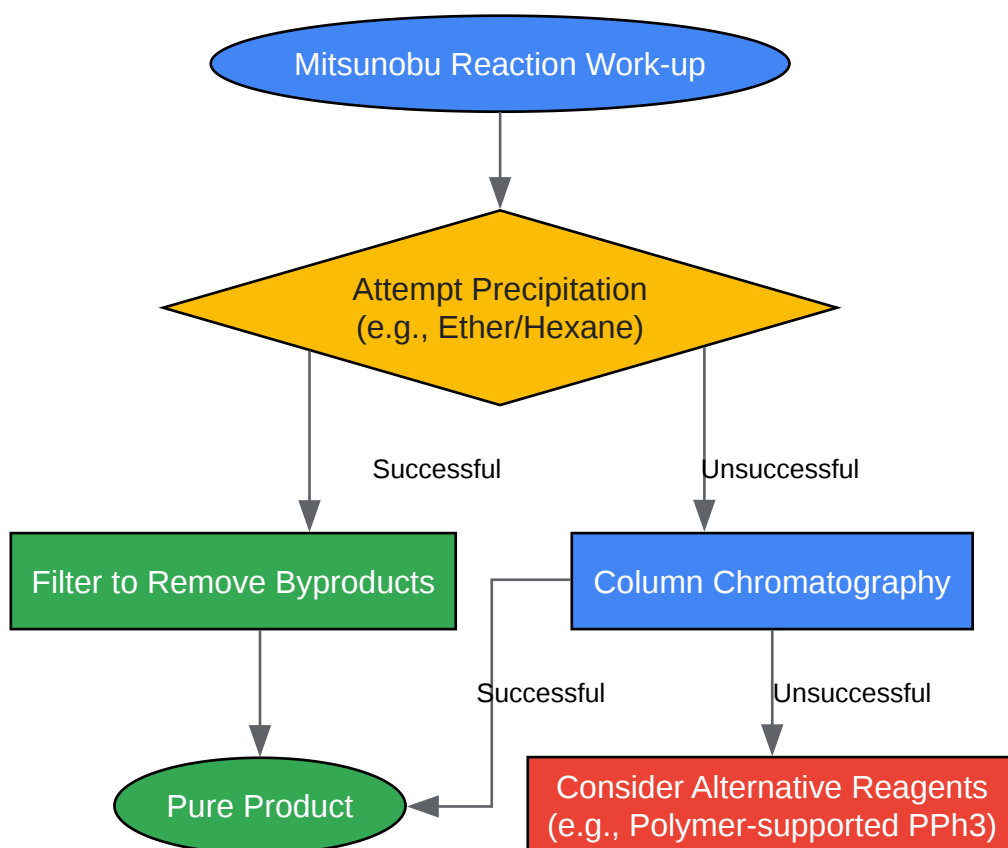 Mitsunobu Reaction Work-up
Attempt Precipitation
(e.g., Ether/Hexane)
Successful
Unsuccessful
Filter to Remove Byproducts
Column Chromatography
Successful
Unsuccessful
Pure Product
Consider Alternative Reagents
(e.g., Polymer-supported PPh3)